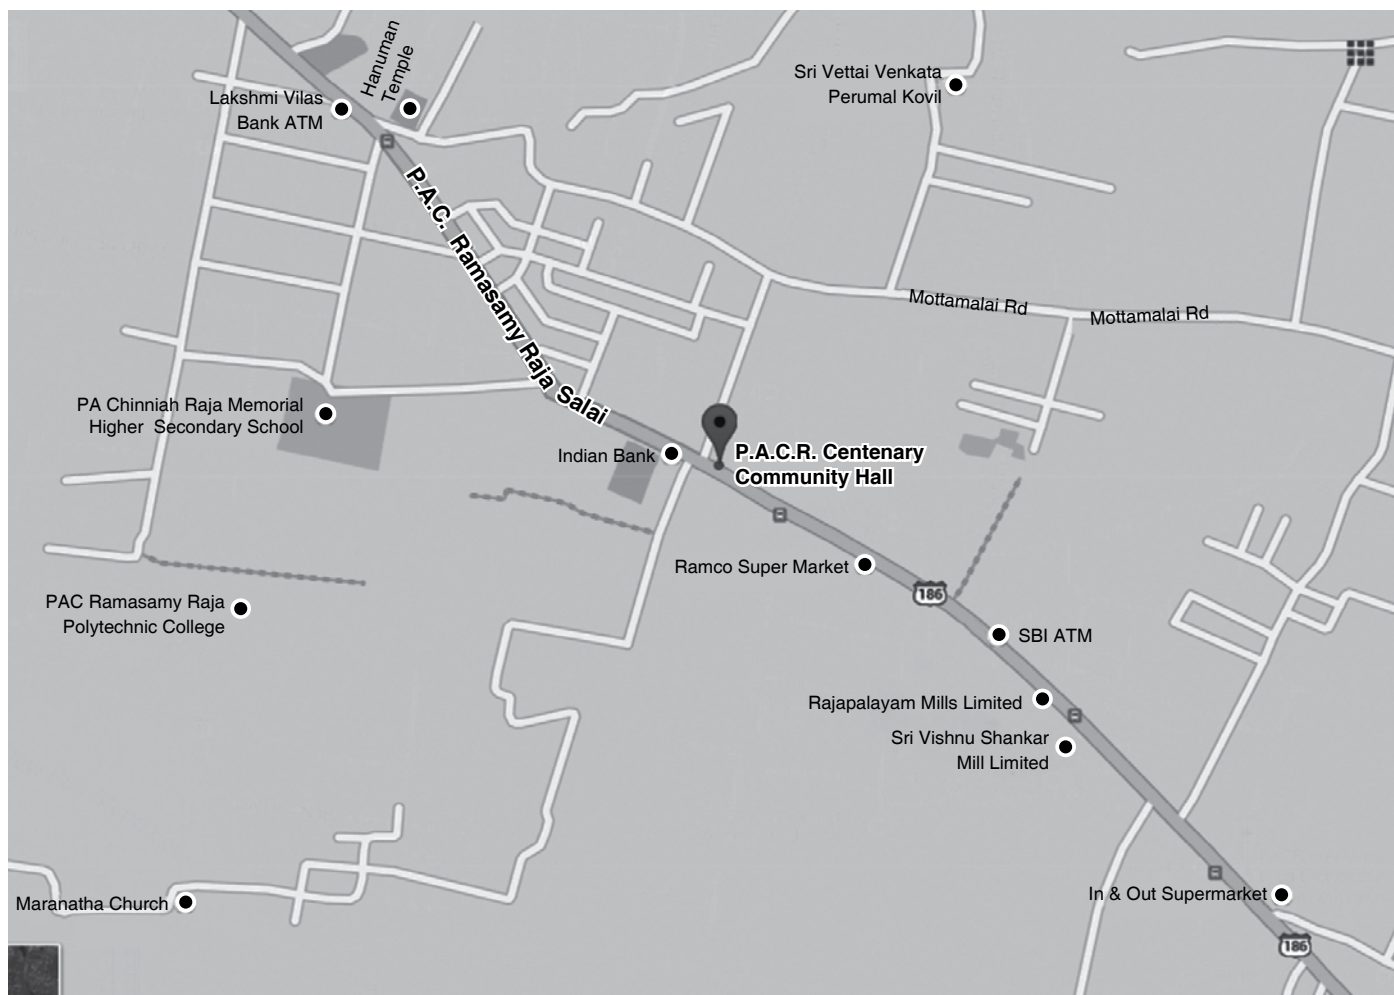 Hanuman
Temple
Lakshmi Vilas
Bank ATM
Sri Vettai Venkata
Perumal Kovil
P.A.C. Ramasamy Raja Salai
Mottamalai Rd
Mottamalai Rd
PA Chinniah Raja Memorial
Higher Secondary School
Indian Bank
P.A.C.R. Centenary
Community Hall
Ramco Super Market
186
PAC Ramasamy Raja
Polytechnic College
SBI ATM
Rajapalayam Mills Limited
Sri Vishnu Shankar
Mill Limited
In & Out Supermarket
Maranatha Church
186